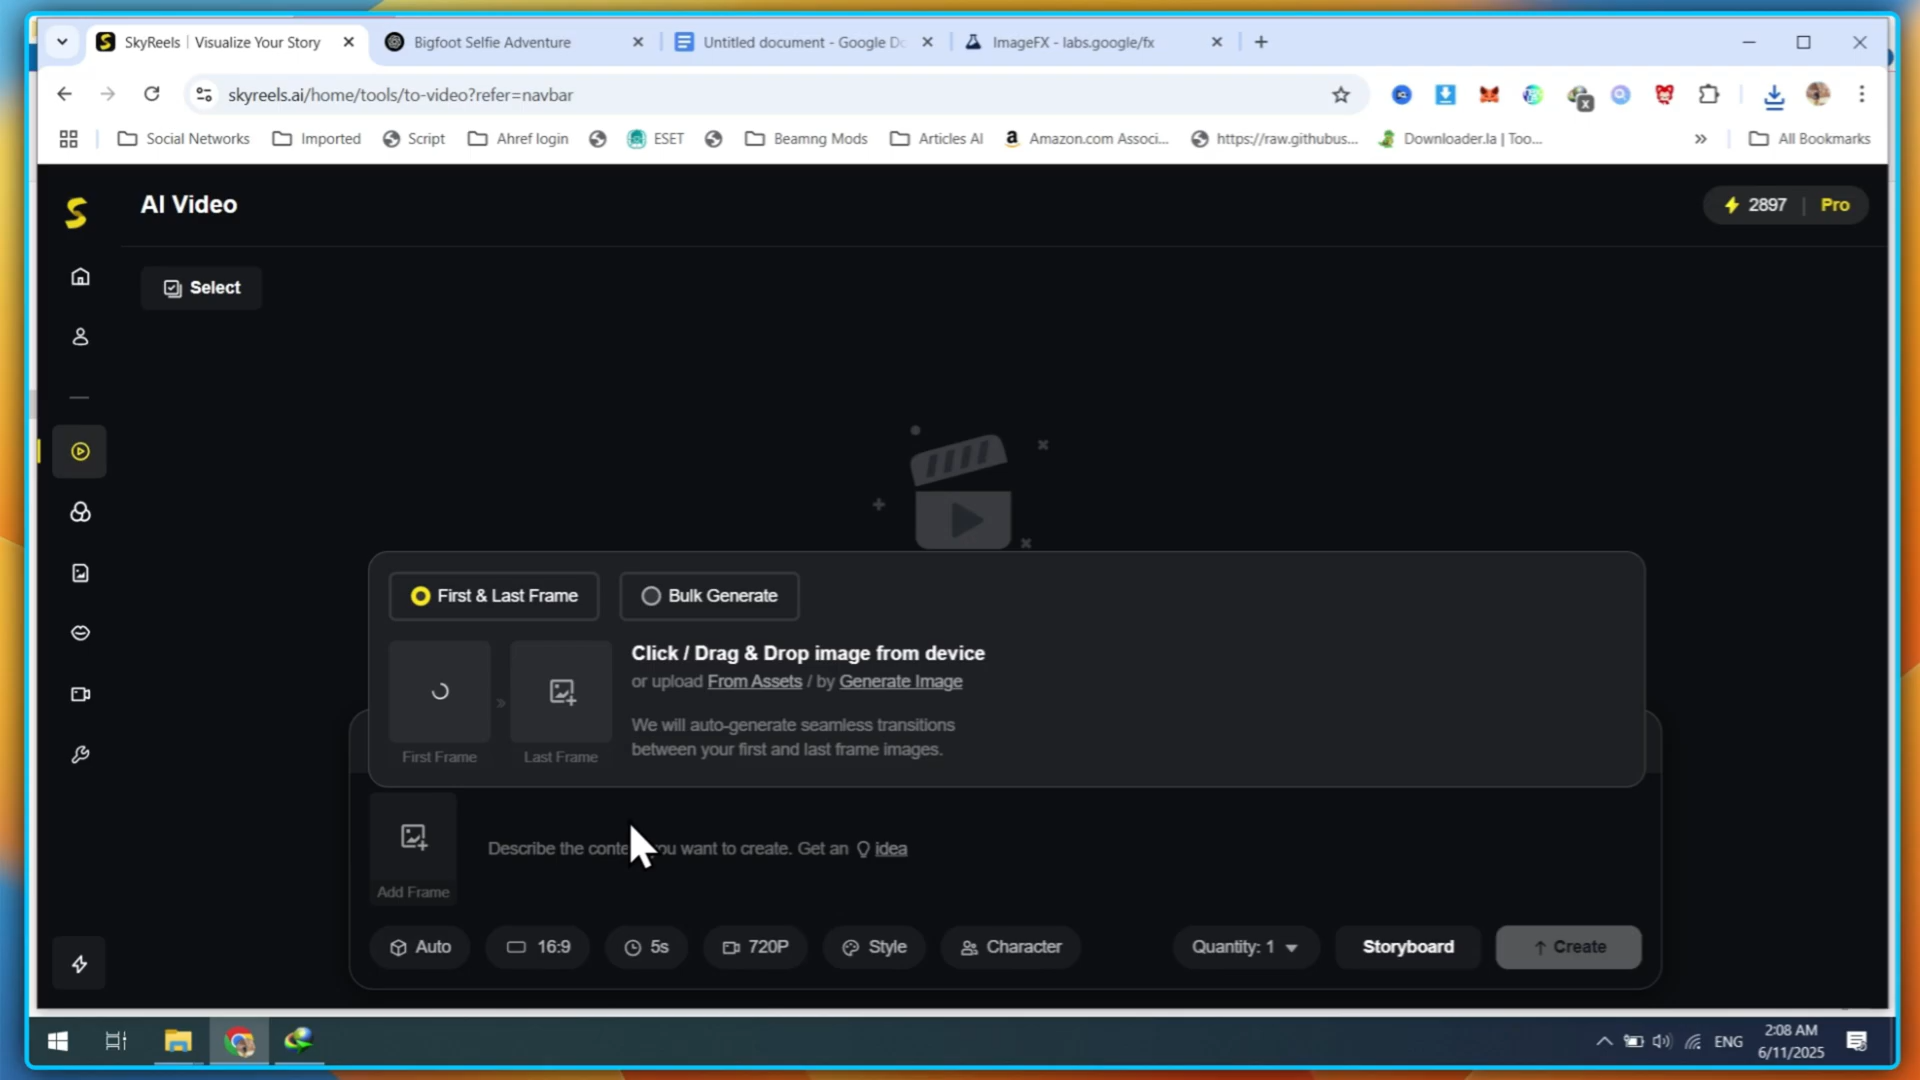 SkyReels | Visualize Your Story
Bigfoot Selfie Adventure
Untitled document - Google Dc
ImageFX - labs.google/fx
skyreels.ai/home/tools/to-video?refer=navbar
Social Networks
Imported
Script
Ahref login
ESET
Beamng Mods
Articles AI
Amazon.com Associ...
https://raw.githubus...
Downloader.la | Too...
»
All Bookmarks
AI Video
2897 | Pro
Select
First & Last Frame
Bulk Generate
Click / Drag & Drop image from device
or upload From Assets / by Generate Image
We will auto-generate seamless transitions
between your first and last frame images.
First Frame
Last Frame
Describe the conte ou want to create. Get an idea
Add Frame
Auto
16:9
5s
720P
Style
Character
Quantity: 1
Storyboard
Create
ENG
2:08 AM
6/11/2025